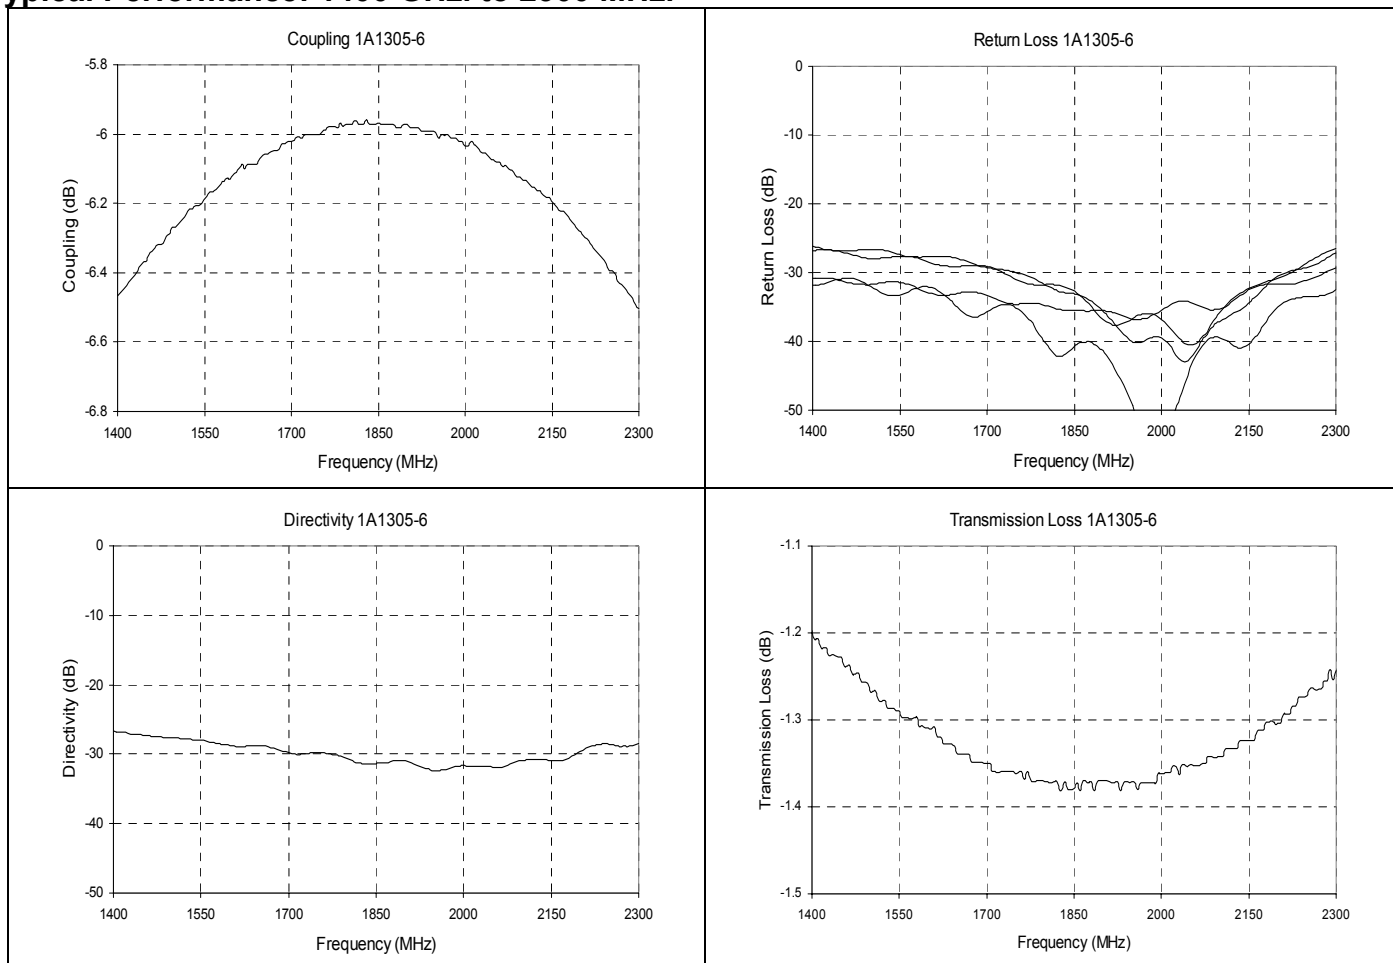 Coupling 1A1305-6
-5.8
-6
-6.2
-6.4
-6.6
-6.8
Coupling (dB)
1400 1550 1700 1850 2000 2150 2300
Frequency (MHz)
Return Loss 1A1305-6
0
-10
-20
-30
-40
-50
Return Loss (dB)
1400 1550 1700 1850 2000 2150 2300
Frequency (MHz)
Directivity 1A1305-6
0
-10
-20
-30
-40
-50
Directivity (dB)
1400 1550 1700 1850 2000 2150 2300
Frequency (MHz)
Transmission Loss 1A1305-6
-1.1
-1.2
-1.3
-1.4
-1.5
Transmission Loss (dB)
1400 1550 1700 1850 2000 2150 2300
Frequency (MHz)